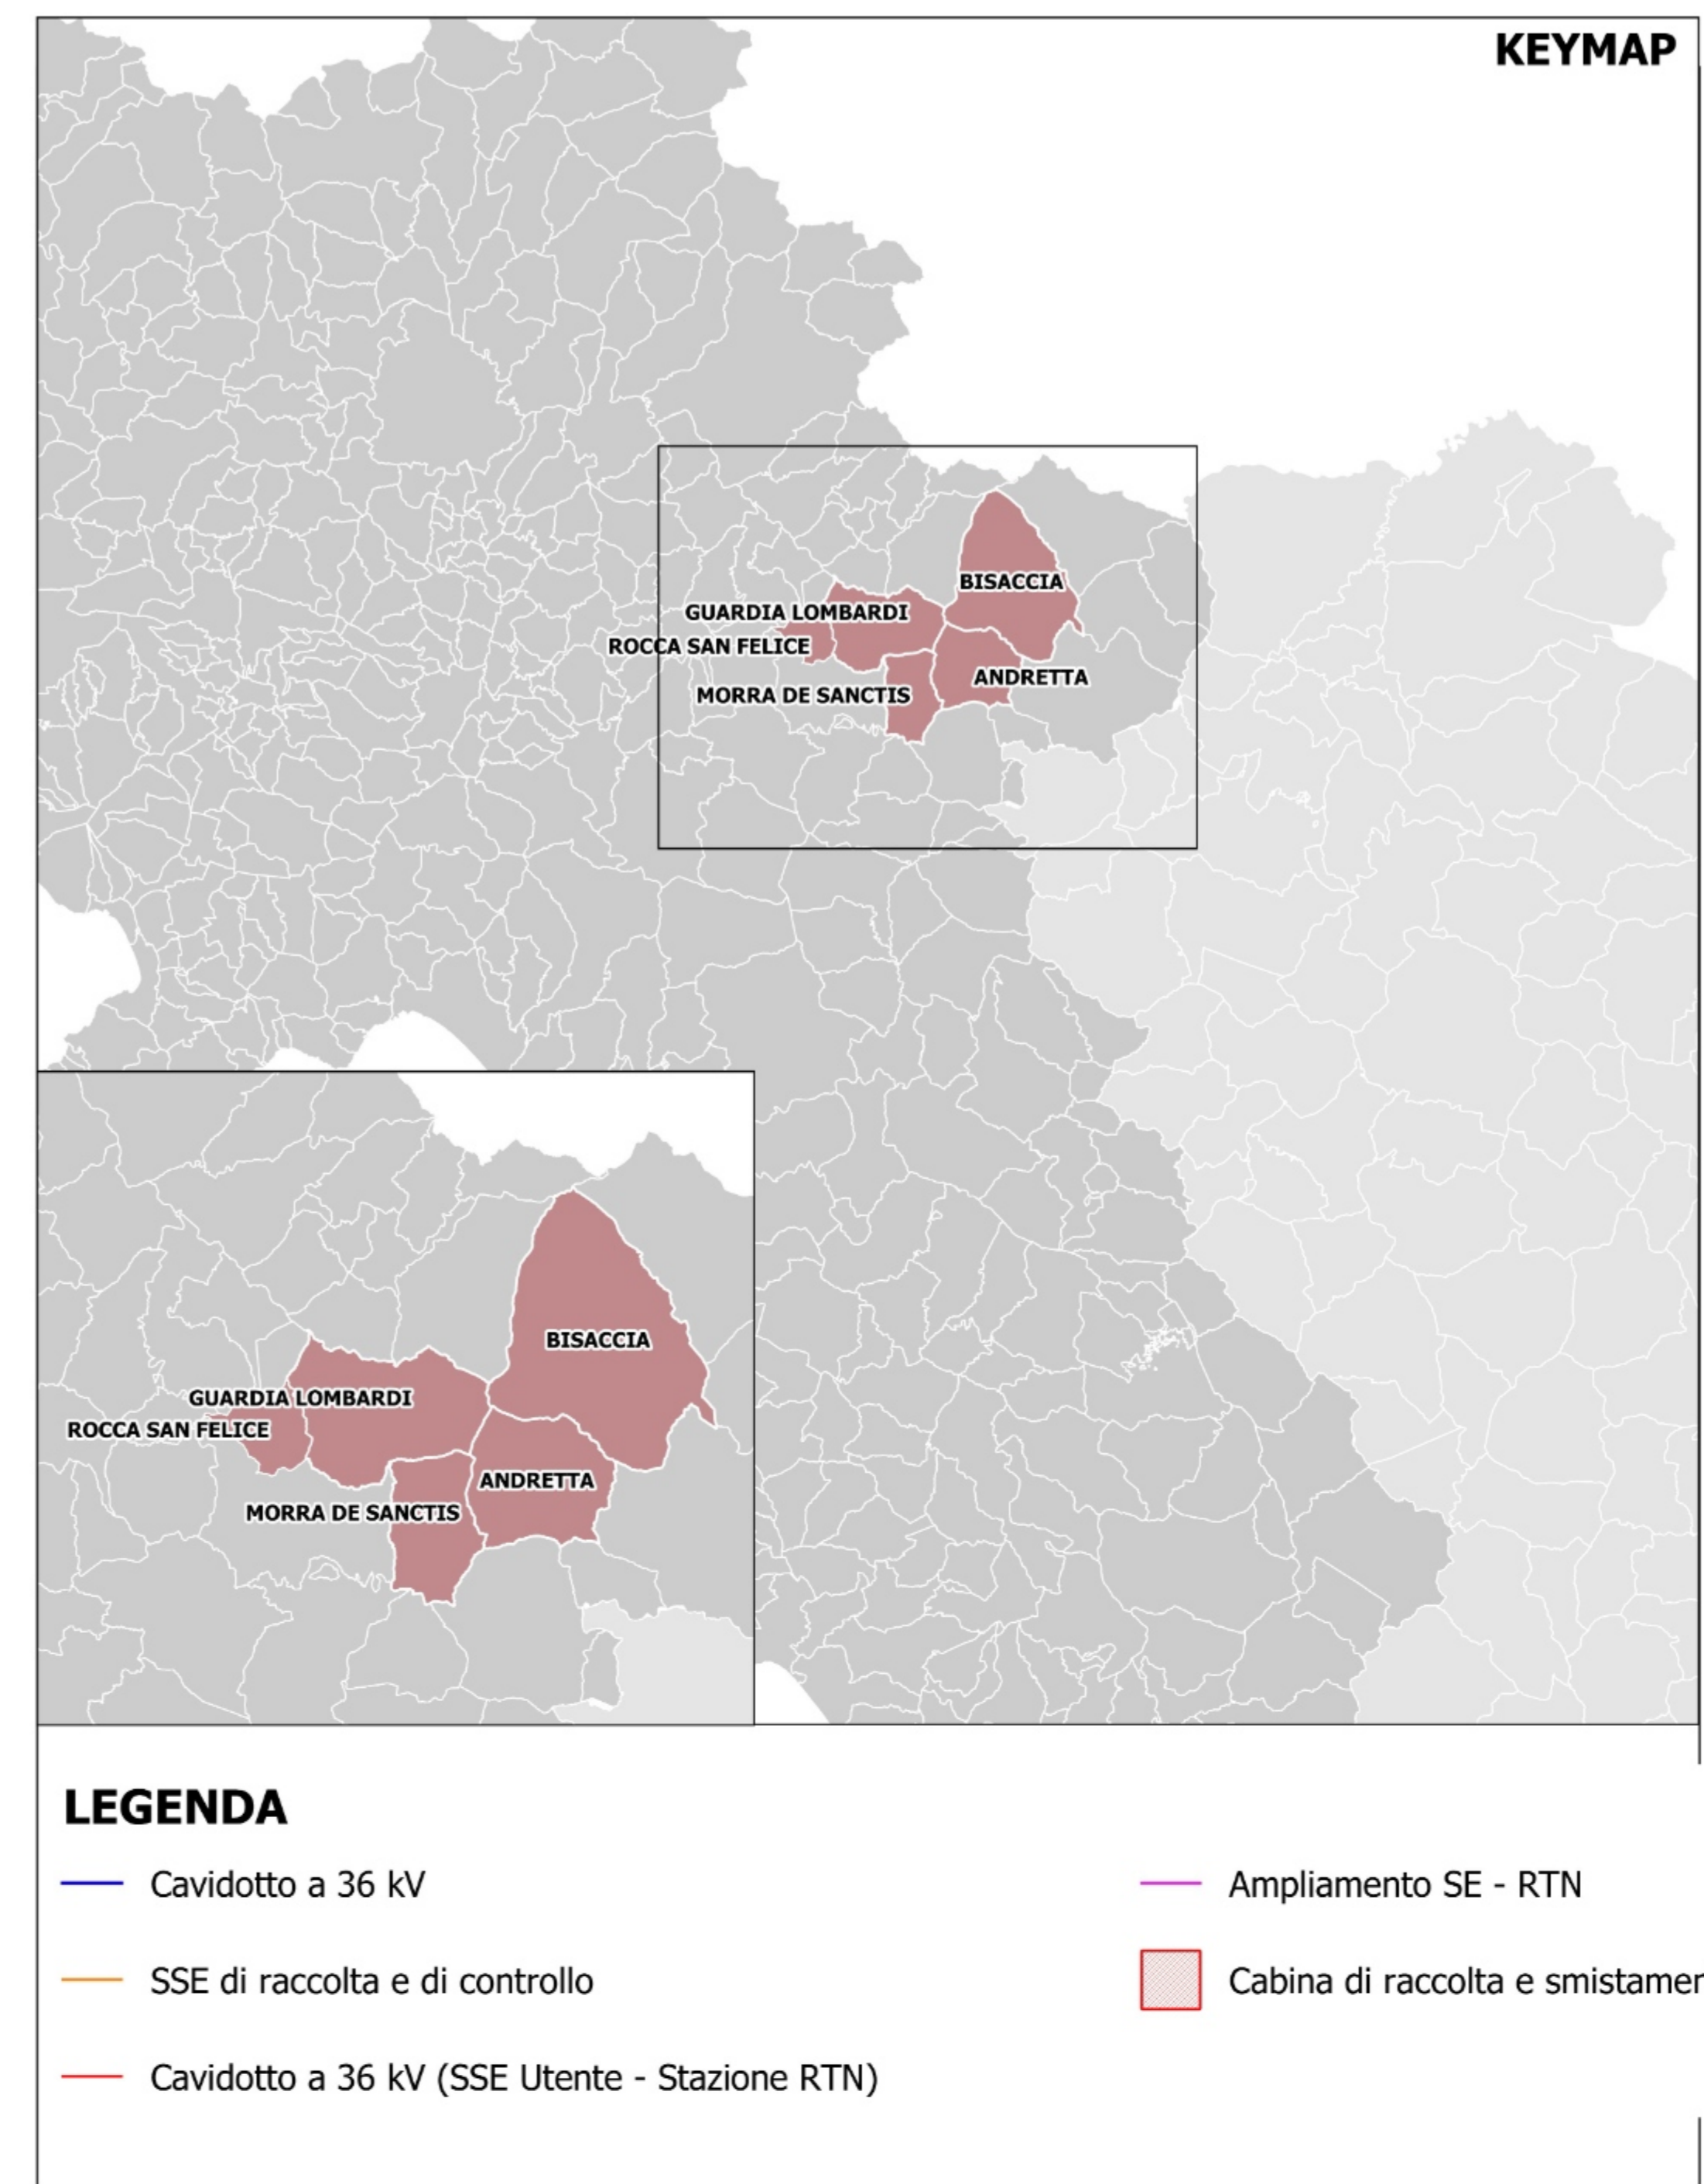 KEYMAP
BISACCIA
GUARDIA LOMBARDI
ROCCA SAN FELICE
ANDRETTA
MORRA DE SANCTIS
BISACCIA
GUARDIA LOMBARDI
ROCCA SAN FELICE
ANDRETTA
MORRA DE SANCTIS
LEGENDA
Cavidotto a 36 kV
SSE di raccolta e di controllo
Cavidotto a 36 kV (SSE Utente - Stazione RTN)
Ampliamento SE - RTN
Cabina di raccolta e